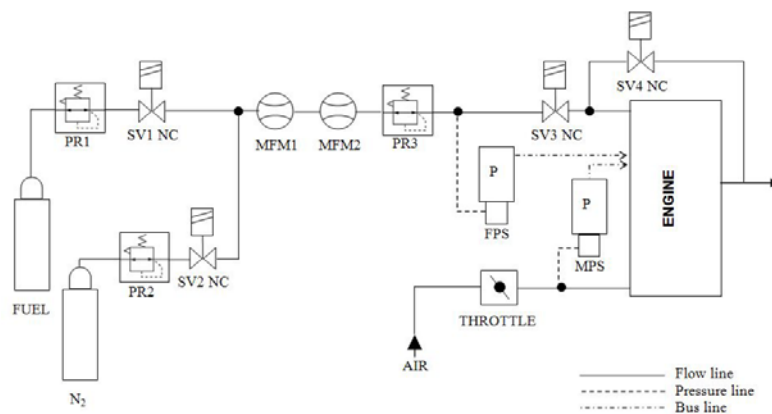 SV4 NC
PR1
SV1 NC
MFM1
MFM2
PR3
SV3 NC
P
FPS
P
MPS
ENGINE
FUEL
PR2
SV2 NC
N₂
THROTTLE
AIR
Flow line
Pressure line
Bus line